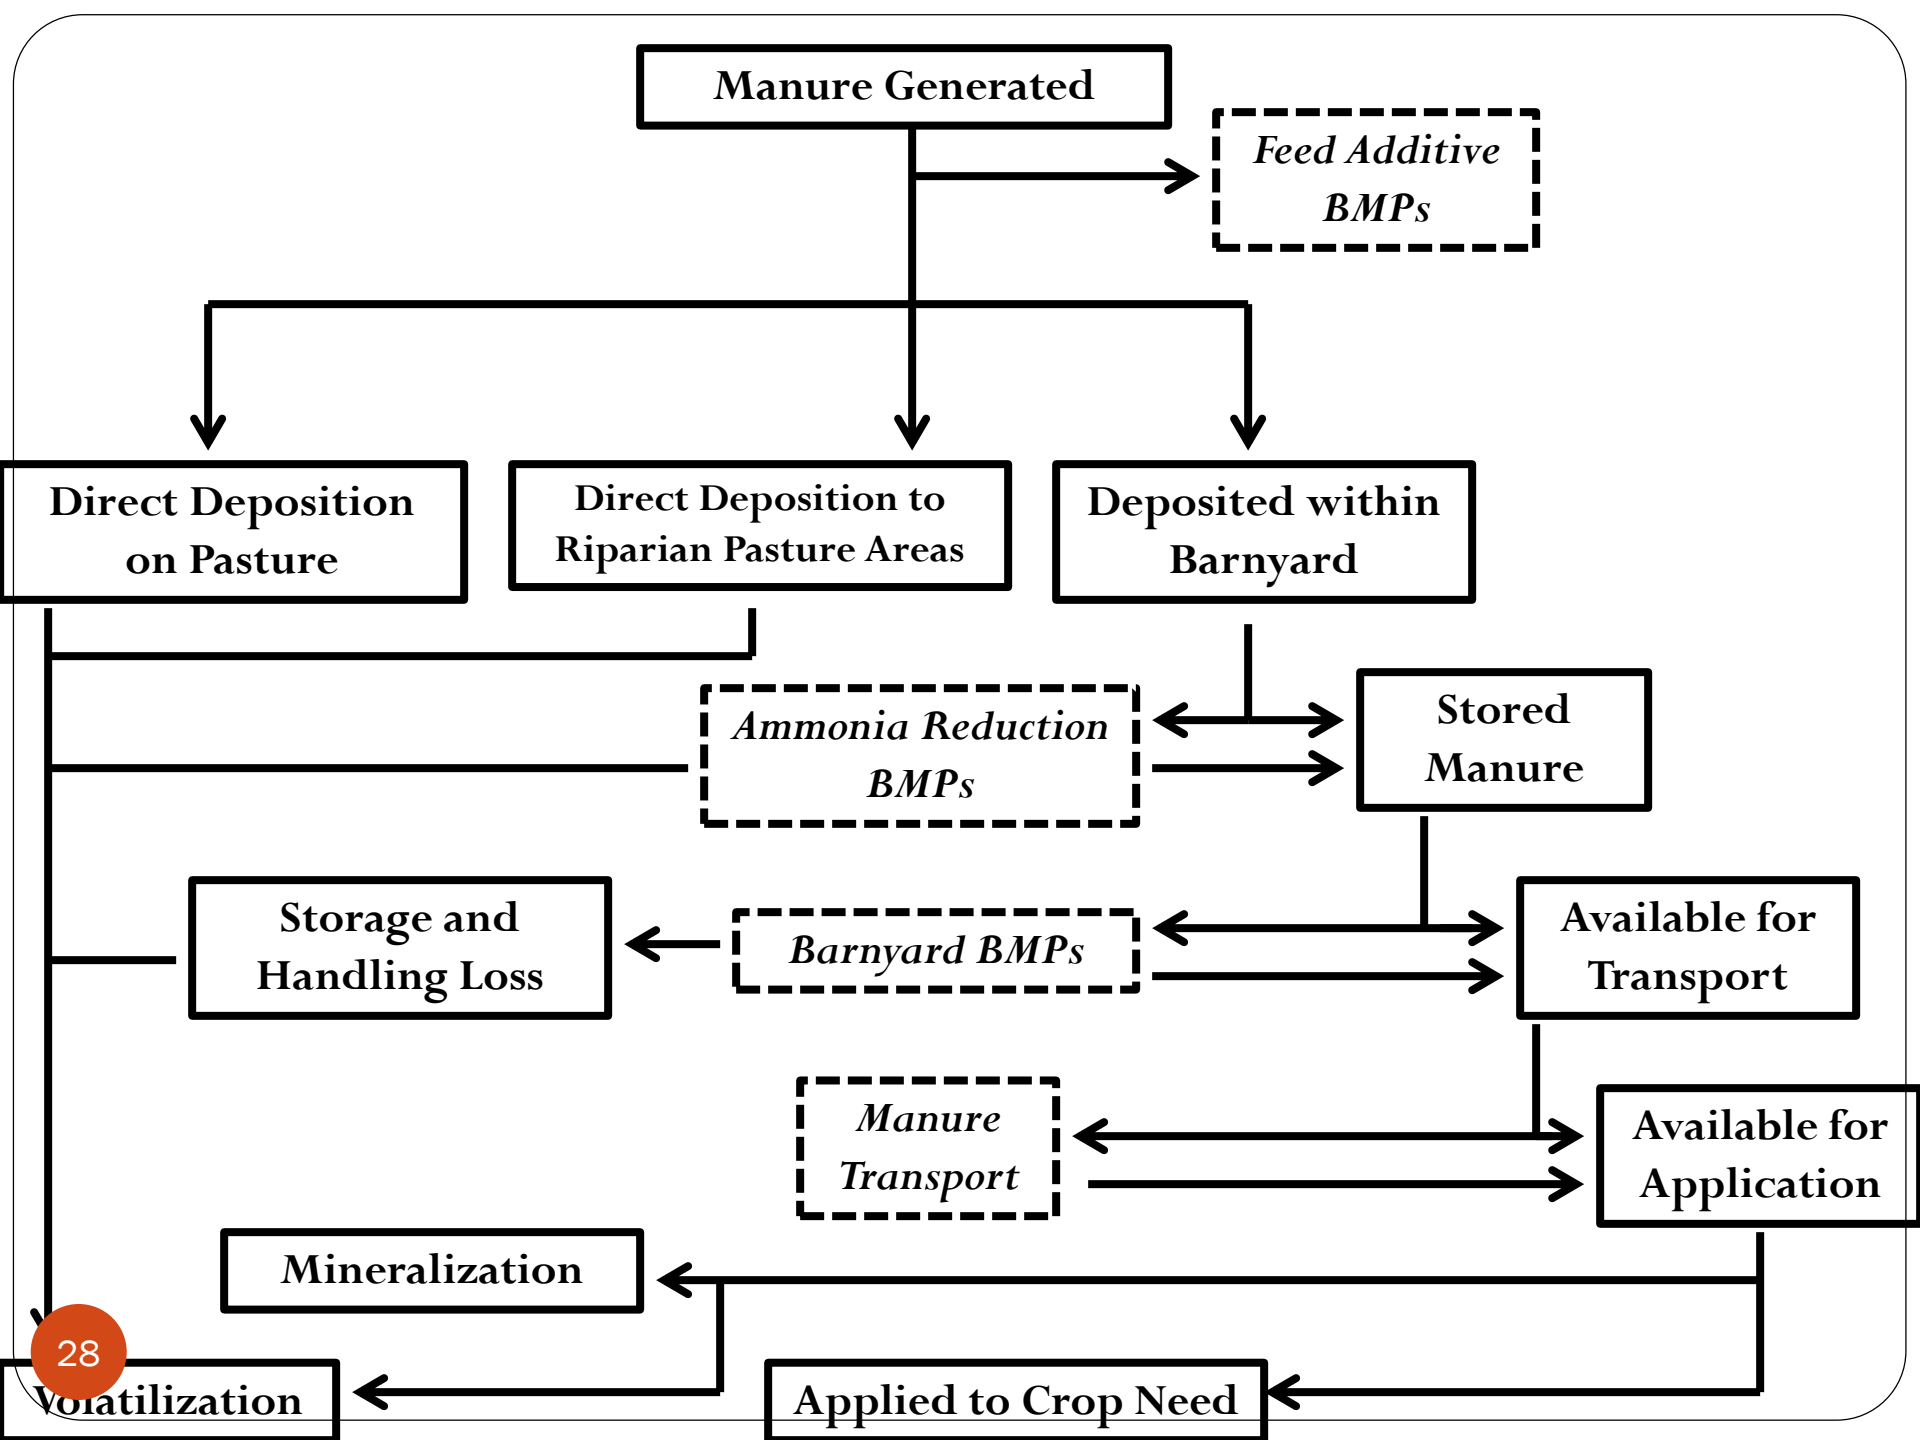 Manure Generated
Feed Additive
BMPs
Direct Deposition
on Pasture
Direct Deposition to
Riparian Pasture Areas
Deposited within
Barnyard
Ammonia Reduction
BMPs
Stored
Manure
Storage and
Handling Loss
Barnyard BMPs
Available for
Transport
Manure
Transport
Available for
Application
Mineralization
28
Volatilization
Applied to Crop Need